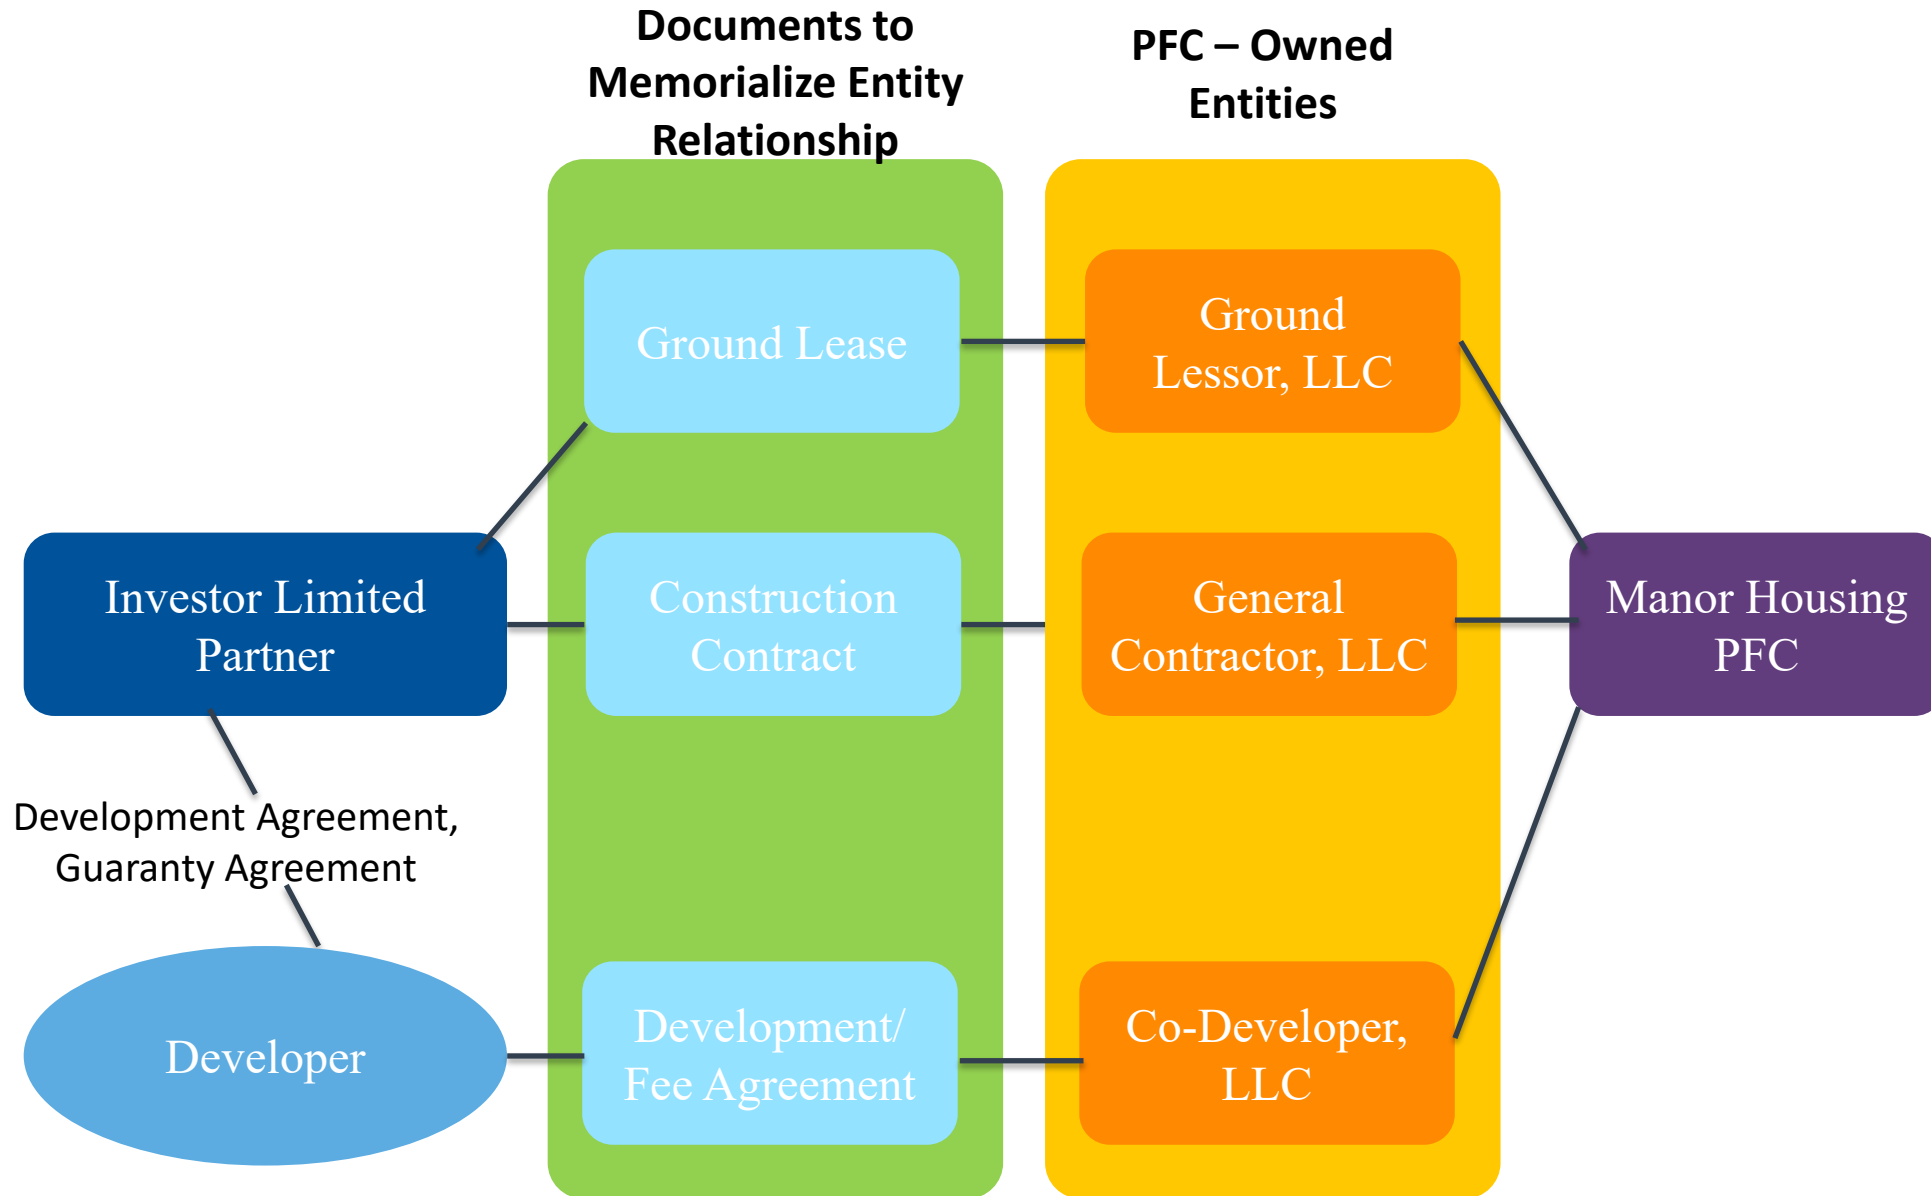 Documents to
Memorialize Entity
Relationship
PFC – Owned
Entities
Ground Lease
Ground
Lessor, LLC
Investor Limited
Partner
Construction
Contract
General
Contractor, LLC
Manor Housing
PFC
Development Agreement,
Guaranty Agreement
Developer
Development/
Fee Agreement
Co-Developer,
LLC